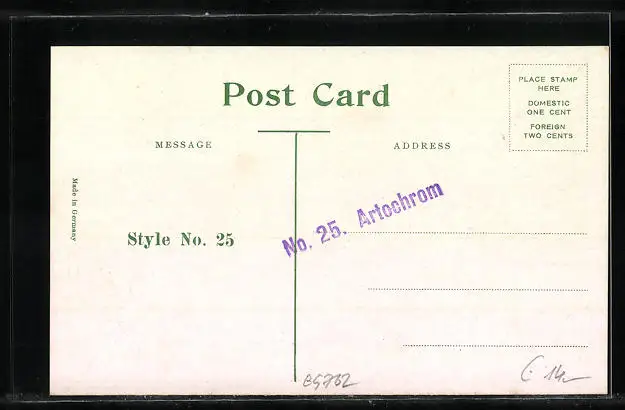 Post Card
PLACE STAMP
HERE
DOMESTIC
ONE CENT
FOREIGN
TWO CENTS
MESSAGE
ADDRESS
Made in Germany
Style No. 25
No. 25. Artochrom